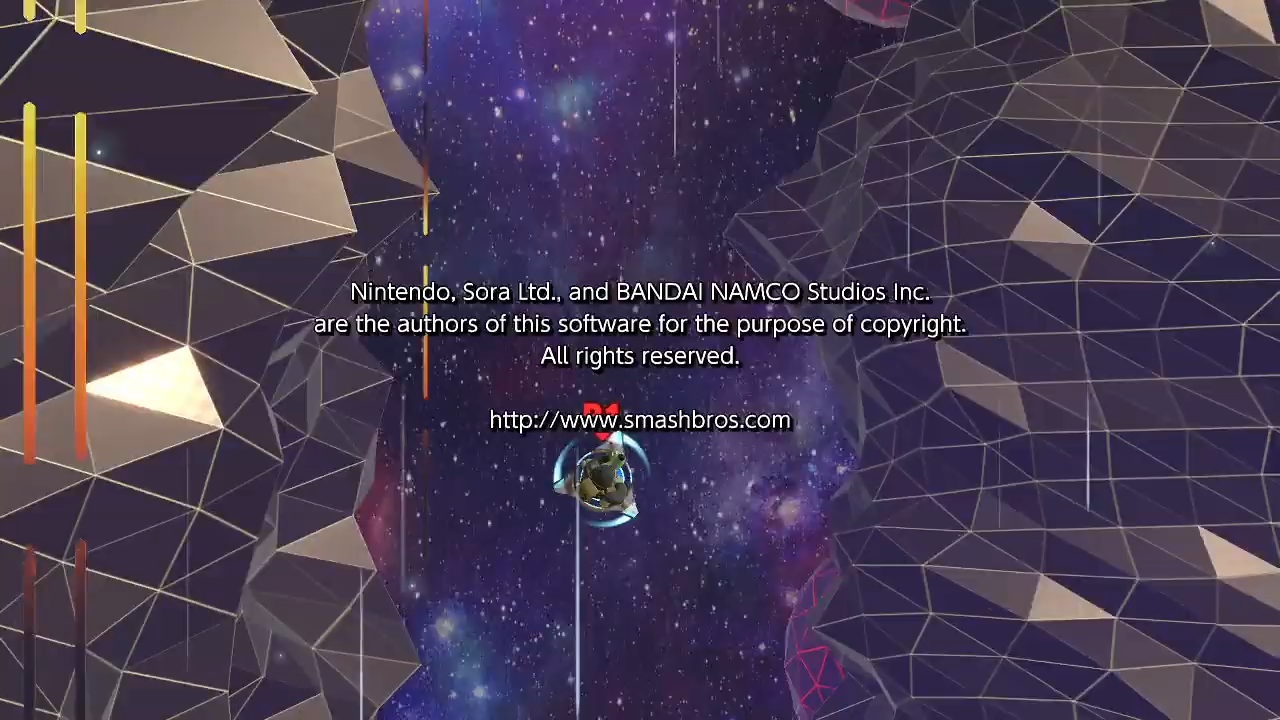 Nintendo, Sora Ltd., and BANDAI NAMCO Studios Inc.
are the authors of this software for the purpose of copyright.
All rights reserved.
P1
http://www.smashbros.com